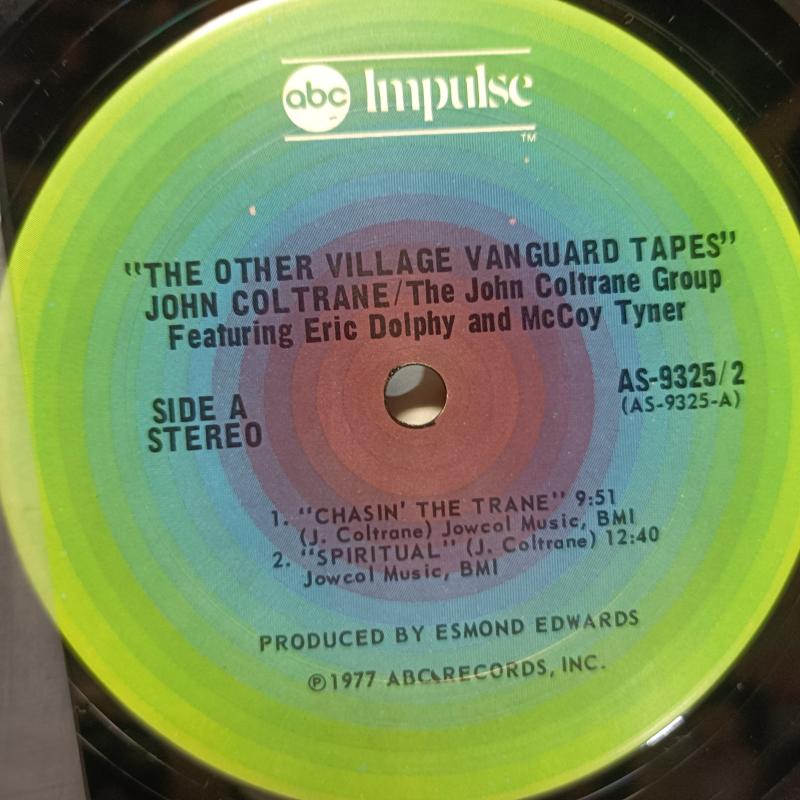 abc Impulse
TM
"THE OTHER VILLAGE VANGUARD TAPES"
JOHN COLTRANE/The John Coltrane Group
Featuring Eric Dolphy and McCoy Tyner
SIDE A
STEREO
AS-9325/2
(AS-9325-A)
1. "CHASIN' THE TRANE" 9:51
(J. Coltrane) Jowcol Music, BMI
2. "SPIRITUAL" (J. Coltrane) 12:40
Jowcol Music, BMI
PRODUCED BY ESMOND EDWARDS
℗1977 ABC RECORDS, INC.